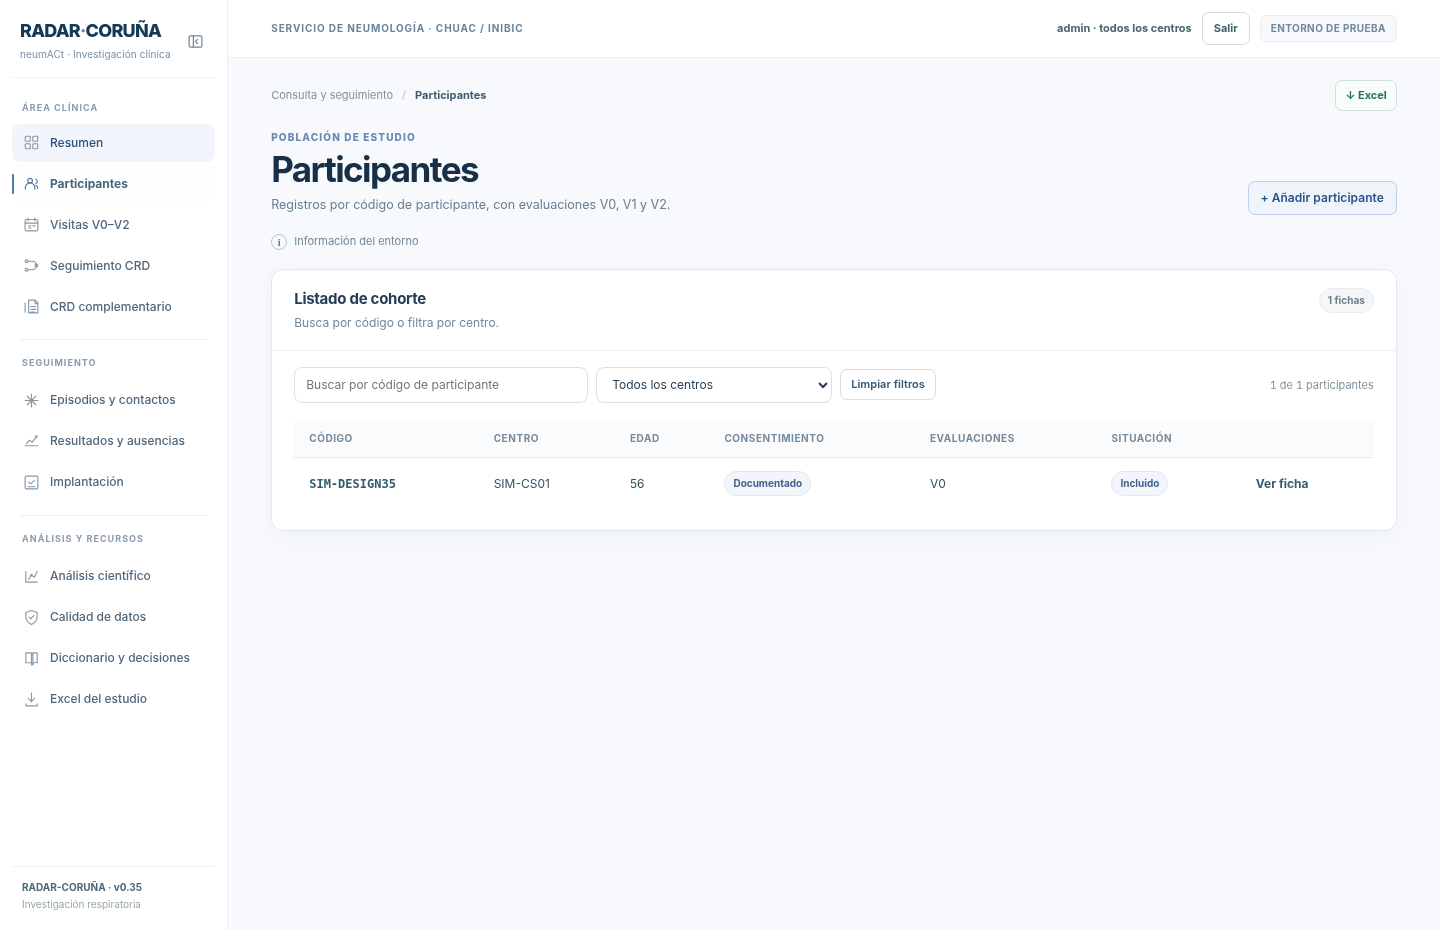 RADAR·CORUÑA
neumACt · Investigación clínica
ÁREA CLÍNICA
Resumen
Participantes
Visitas V0–V2
Seguimiento CRD
CRD complementario
SEGUIMIENTO
Episodios y contactos
Resultados y ausencias
Implantación
ANÁLISIS Y RECURSOS
Análisis científico
Calidad de datos
Diccionario y decisiones
Excel del estudio
RADAR-CORUÑA · v0.35
Investigación respiratoria
SERVICIO DE NEUMOLOGÍA · CHUAC / INIBIC
admin · todos los centros
Salir
ENTORNO DE PRUEBA
Consulta y seguimiento / Participantes
↓ Excel
POBLACIÓN DE ESTUDIO
Participantes
Registros por código de participante, con evaluaciones V0, V1 y V2.
+ Añadir participante
i Información del entorno
Listado de cohorte
1 fichas
Busca por código o filtra por centro.
Buscar por código de participante
Todos los centros
Limpiar filtros
1 de 1 participantes
CÓDIGO CENTRO EDAD CONSENTIMIENTO EVALUACIONES SITUACIÓN
SIM-DESIGN35 SIM-CS01 56 Documentado V0 Incluido Ver ficha